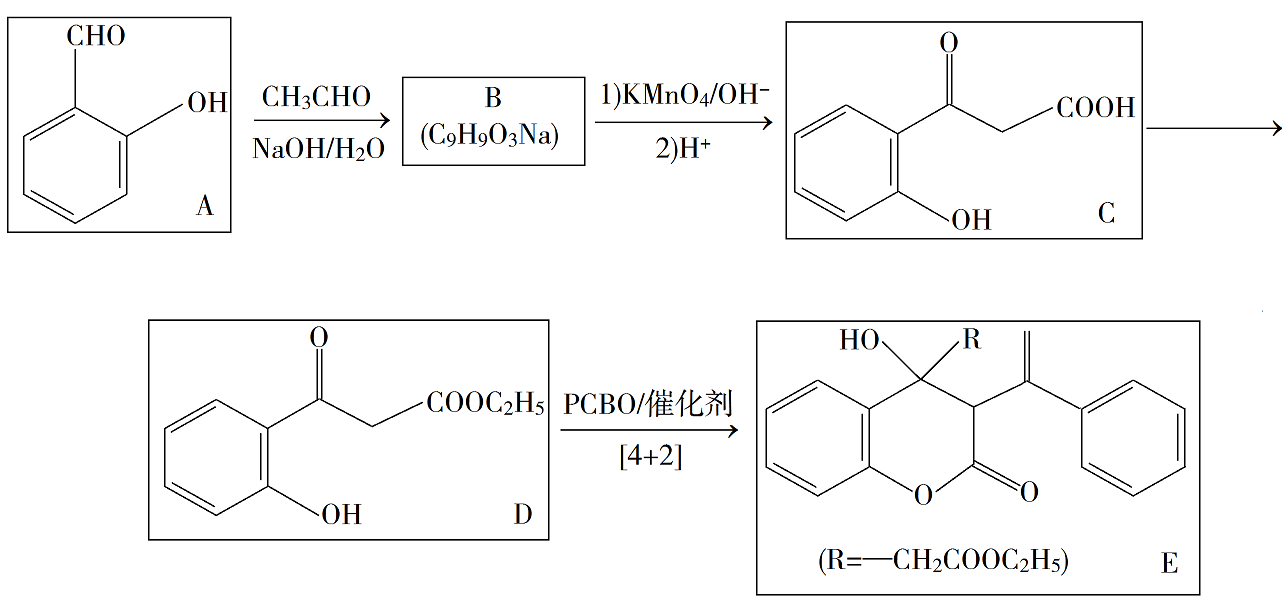 CHO
OH
A
CH₃CHO
NaOH/H₂O
B
(C₉H₉O₃Na)
1)KMnO₄/OH⁻
2)H⁺
O
COOH
OH
C
O
COOC₂H₅
OH
D
PCBO/催化剂
[4+2]
HO
R
O
O
(R=—CH₂COOC₂H₅)
E